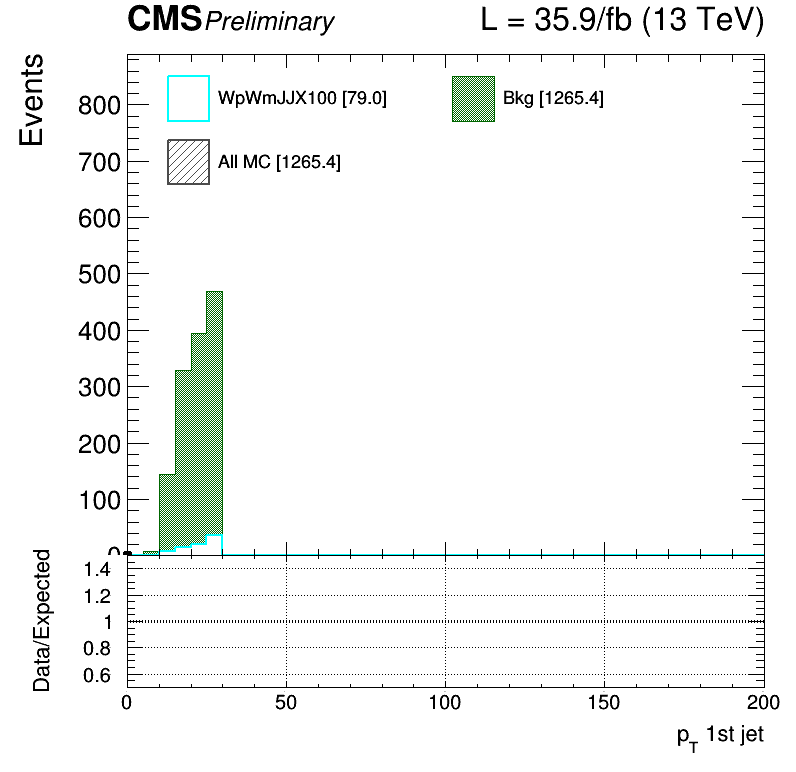 CMS Preliminary L = 35.9/fb (13 TeV)
Events
WpWmJJX100 [79.0] Bkg [1265.4]
All MC [1265.4]
800
700
600
500
400
300
200
100
0
Data/Expected
1.4
1.2
1
0.8
0.6
0 50 100 150 200
pT 1st jet